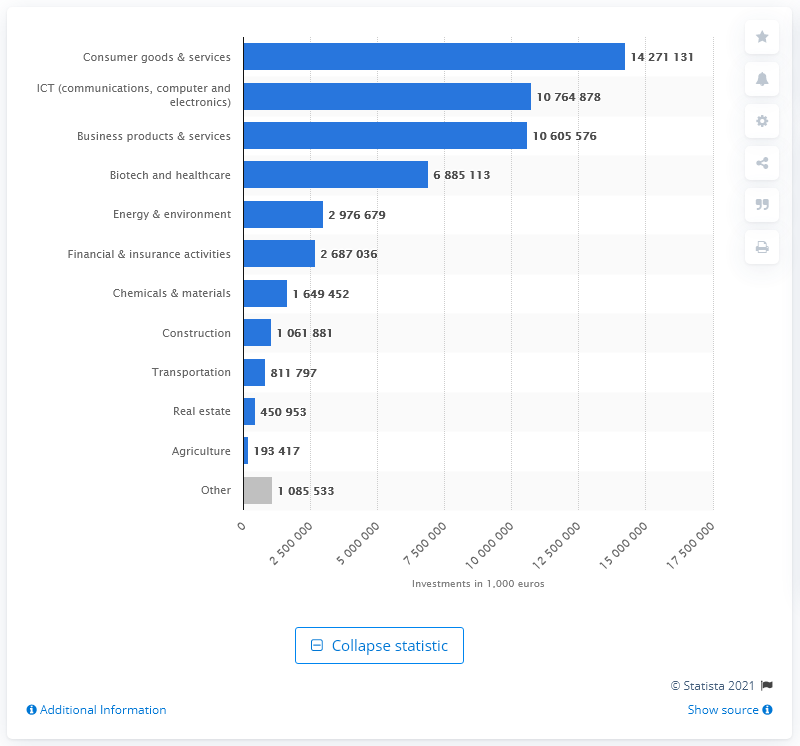 Consumer goods & services 14 271 131
ICT (communications, computer and
electronics) 10 764 878
Business products & services 10 605 576
Biotech and healthcare 6 885 113
Energy & environment 2 976 679
Financial & insurance activities 2 687 036
Chemicals & materials 1 649 452
Construction 1 061 881
Transportation 811 797
Real estate 450 953
Agriculture 193 417
Other 1 085 533
0 2 500 000 5 000 000 7 500 000 10 000 000 12 500 000 15 000 000 17 500 000
Investments in 1,000 euros
Collapse statistic
© Statista 2021
Additional Information Show source